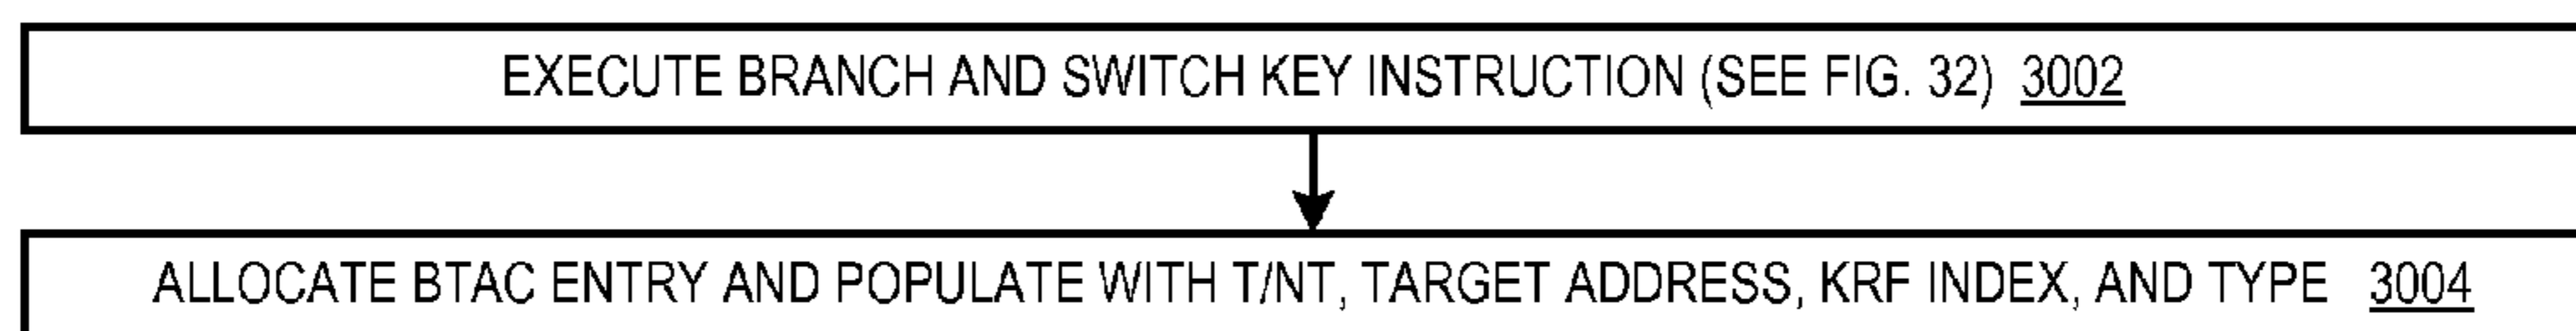 EXECUTE BRANCH AND SWITCH KEY INSTRUCTION (SEE FIG. 32) 3002
ALLOCATE BTAC ENTRY AND POPULATE WITH T/NT, TARGET ADDRESS, KRF INDEX, AND TYPE 3004